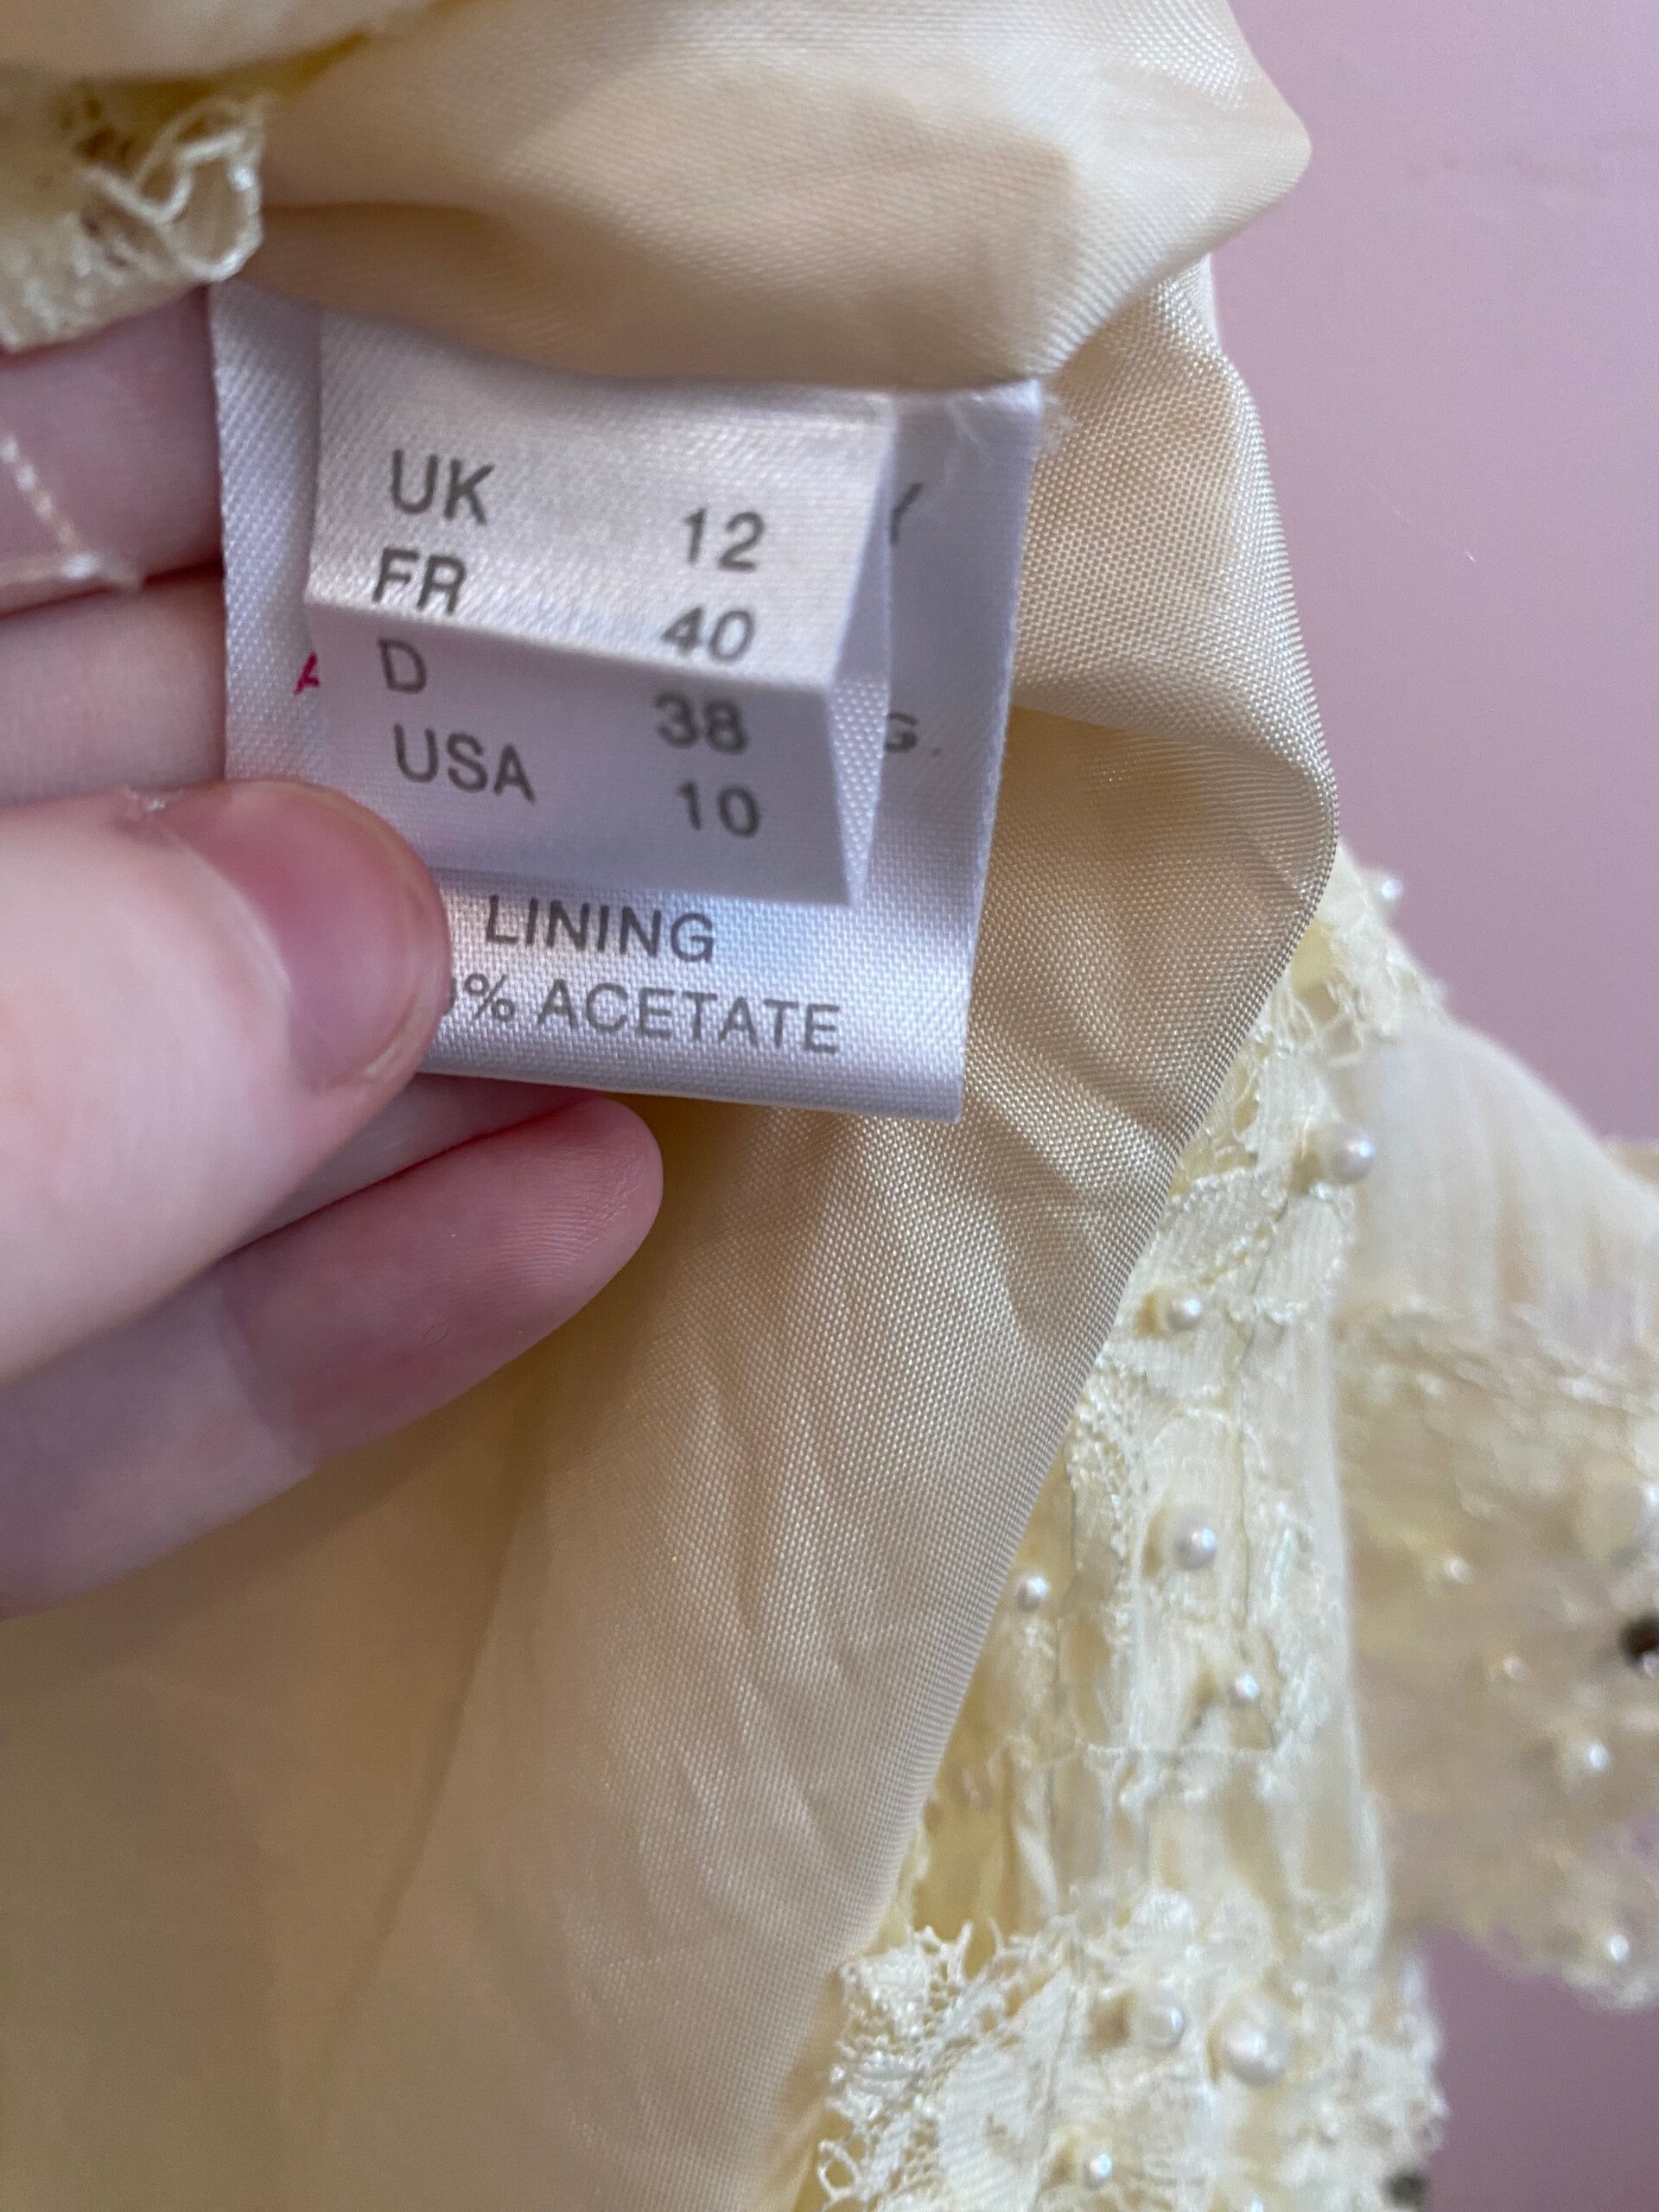 UK 12
FR 40
D 38
USA 10
LINING
% ACETATE